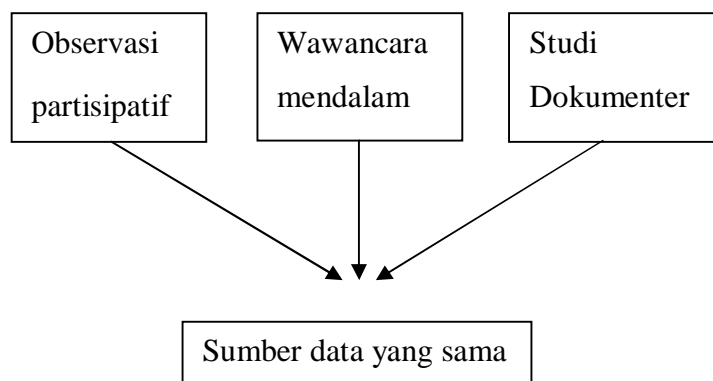 Observasi
partisipatif
Wawancara
mendalam
Studi
Dokumenter
Sumber data yang sama